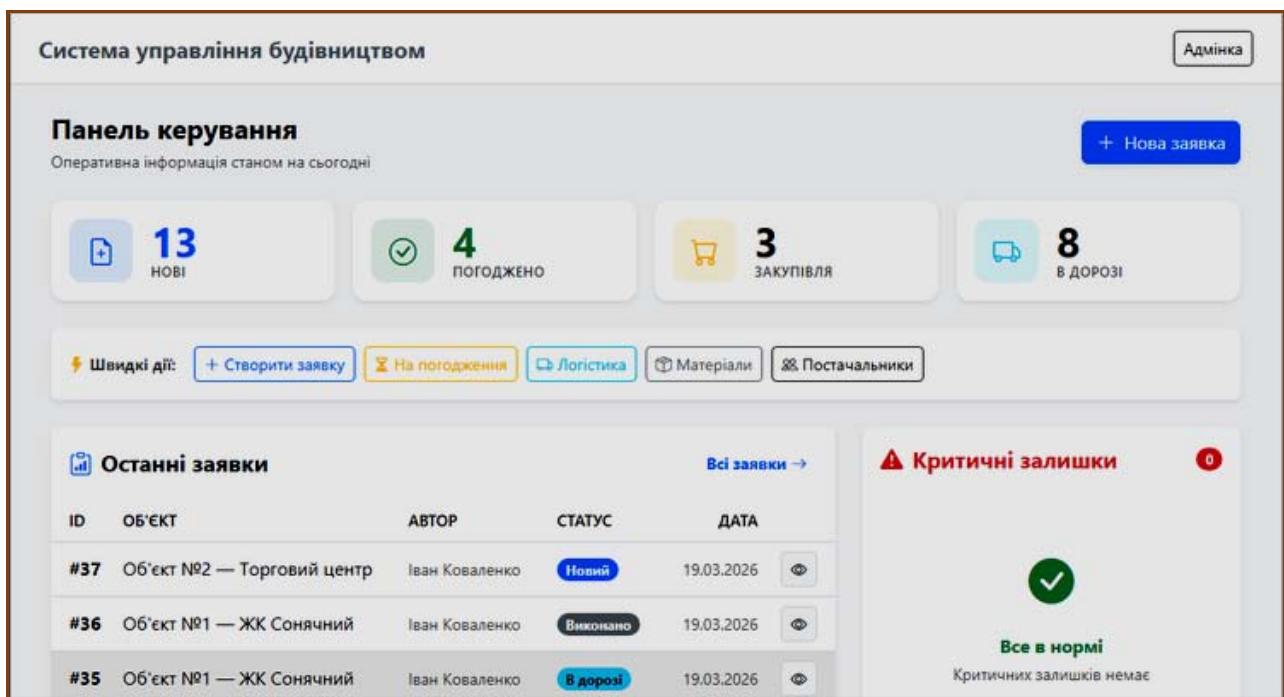 Система управління будівництвом
Адмінка
Панель керування
Оперативна інформація станом на сьогодні
+ Нова заявка
13
НОВІ
4
ПОГОДЖЕНО
3
ЗАКУПІВЛЯ
8
В ДОРОЗІ
Швидкі дії: + Створити заявку На погодження Логістика Матеріали Постачальники
Останні заявки Всі заявки →
ID ОБ'ЄКТ АВТОР СТАТУС ДАТА
#37 Об'єкт №2 — Торговий центр Іван Коваленко Новий 19.03.2026
#36 Об'єкт №1 — ЖК Сонячний Іван Коваленко Виконано 19.03.2026
#35 Об'єкт №1 — ЖК Сонячний Іван Коваленко В дорозі 19.03.2026
Критичні залишки 0
Все в нормі
Критичних залишків немає